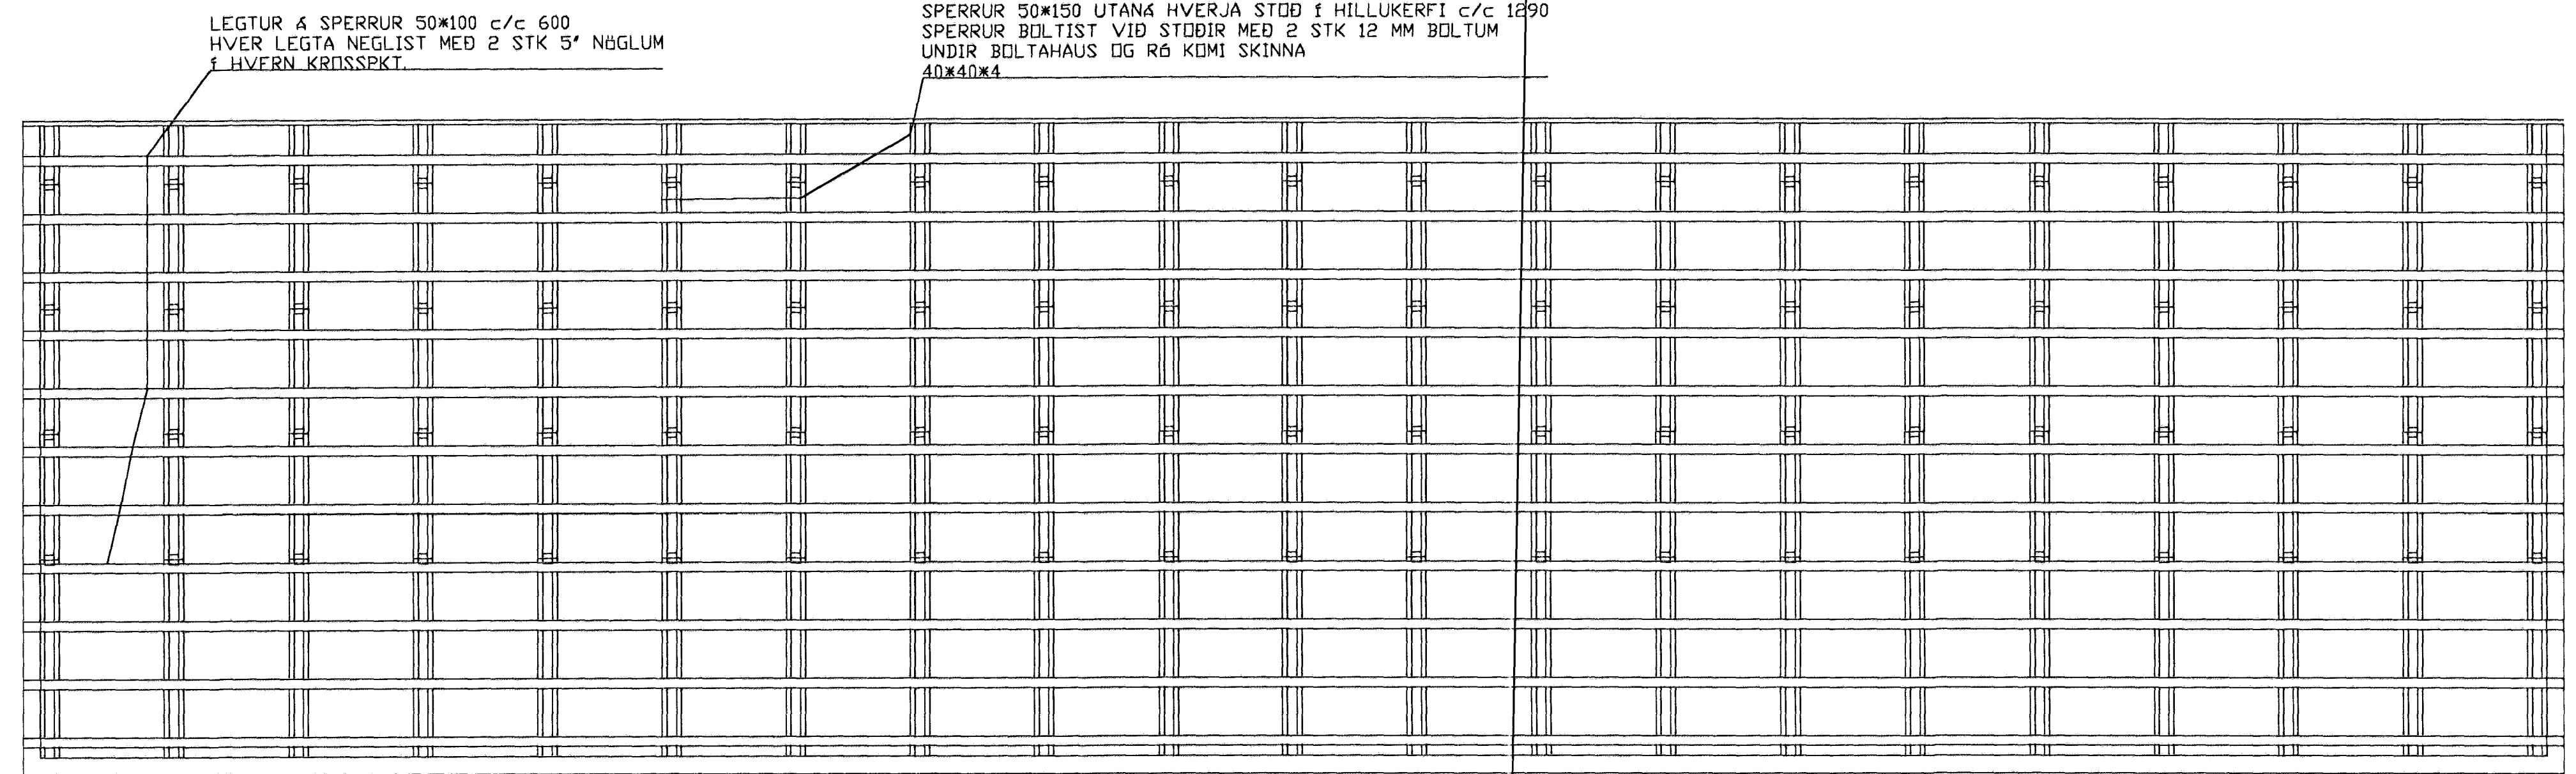 LEGTUR á SPERRUR 50*100 c/c 600
HVER LEGTA NEGLIST MEÐ 2 STK 5" NöGLUM
í HVERN KROSSPKT.
SPERRUR 50*150 UTANá HVERJA STOÐ í HILLUKERFI c/c 1290
SPERRUR BOLTIST VIÐ STOÐIR MEÐ 2 STK 12 MM BOLTUM
UNDIR BOLTAHAUS OG Ró KOMI SKINNA
40*40*4